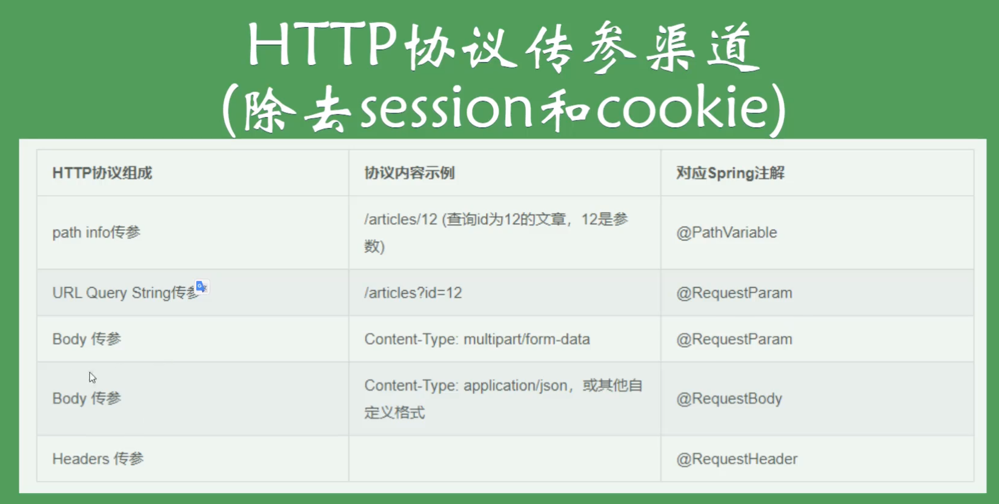 HTTP协议传参渠道
(除去session和cookie)
HTTP协议组成
协议内容示例
对应Spring注解
path info传参
/articles/12 (查询id为12的文章，12是参
数)
@PathVariable
URL Query String传参
/articles?id=12
@RequestParam
Body 传参
Content-Type: multipart/form-data
@RequestParam
Body 传参
Content-Type: application/json，或其他自
定义格式
@RequestBody
Headers 传参
@RequestHeader